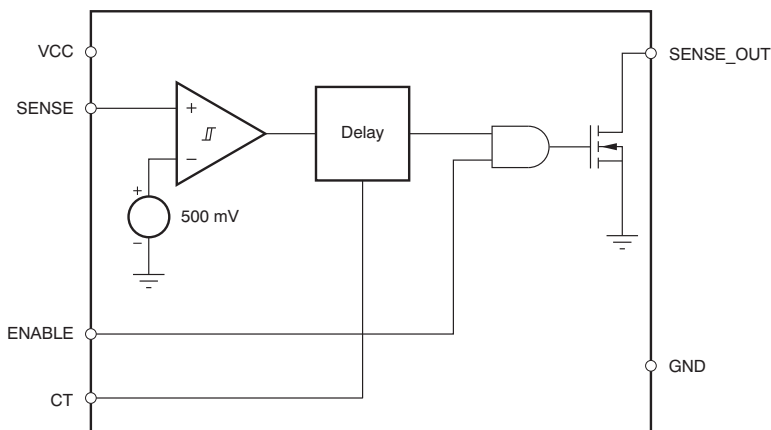 VCC
SENSE_OUT
SENSE
+
Delay
−
+
500 mV
−
ENABLE
GND
CT